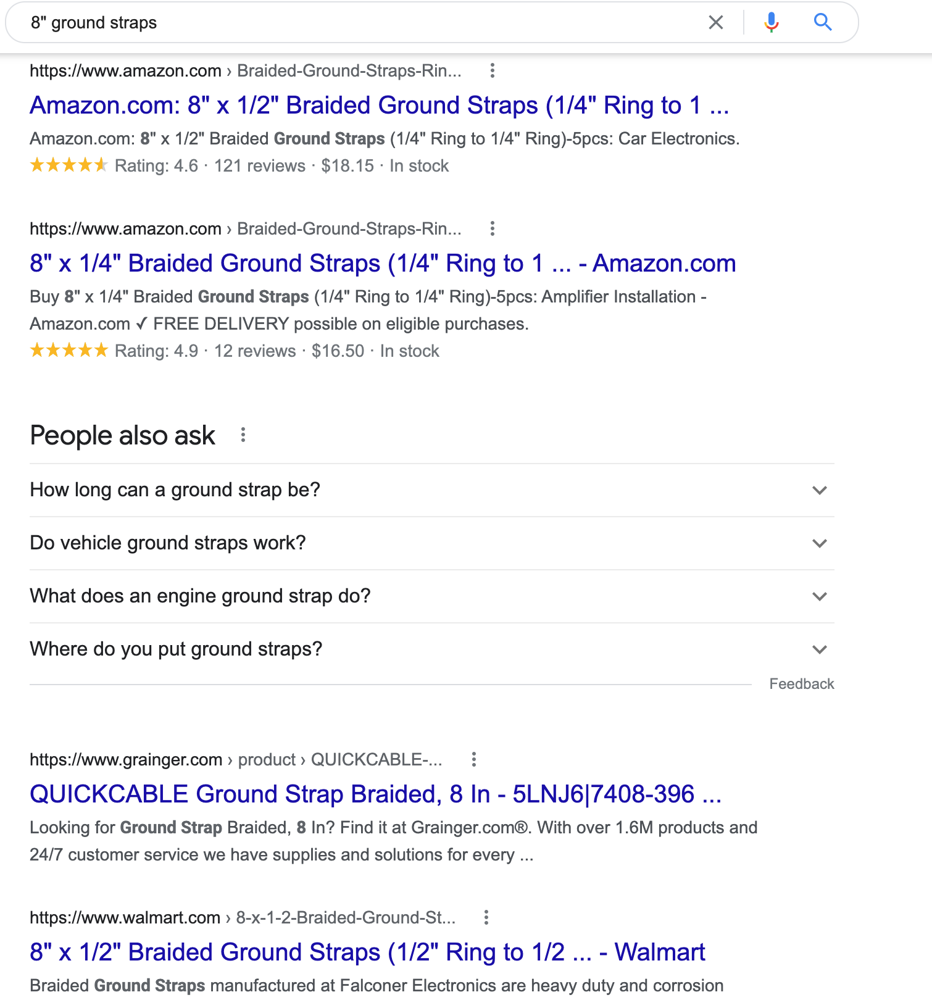 8" ground straps
https://www.amazon.com › Braided-Ground-Straps-Rin...
Amazon.com: 8" x 1/2" Braided Ground Straps (1/4" Ring to 1 ...
Amazon.com: 8" x 1/2" Braided Ground Straps (1/4" Ring to 1/4" Ring)-5pcs: Car Electronics.
Rating: 4.6 · 121 reviews · $18.15 · In stock
https://www.amazon.com › Braided-Ground-Straps-Rin...
8" x 1/4" Braided Ground Straps (1/4" Ring to 1 ... - Amazon.com
Buy 8" x 1/4" Braided Ground Straps (1/4" Ring to 1/4" Ring)-5pcs: Amplifier Installation -
Amazon.com ✓ FREE DELIVERY possible on eligible purchases.
Rating: 4.9 · 12 reviews · $16.50 · In stock
People also ask
How long can a ground strap be?
Do vehicle ground straps work?
What does an engine ground strap do?
Where do you put ground straps?
Feedback
https://www.grainger.com › product › QUICKCABLE-...
QUICKCABLE Ground Strap Braided, 8 In - 5LNJ6|7408-396 ...
Looking for Ground Strap Braided, 8 In? Find it at Grainger.com®. With over 1.6M products and
24/7 customer service we have supplies and solutions for every ...
https://www.walmart.com › 8-x-1-2-Braided-Ground-St...
8" x 1/2" Braided Ground Straps (1/2" Ring to 1/2 ... - Walmart
Braided Ground Straps manufactured at Falconer Electronics are heavy duty and corrosion